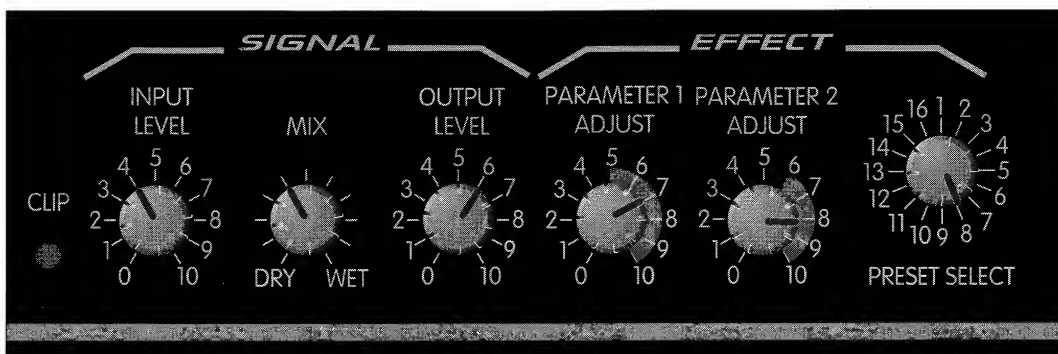 SIGNAL
EFFECT
INPUT
LEVEL
MIX
OUTPUT
LEVEL
PARAMETER 1
ADJUST
PARAMETER 2
ADJUST
CLIP
0 1 2 3 4 5 6 7 8 9 10
DRY WET
0 1 2 3 4 5 6 7 8 9 10
0 1 2 3 4 5 6 7 8 9 10
0 1 2 3 4 5 6 7 8 9 10
1 2 3 4 5 6 7 8 9 10 11 12 13 14 15 16
PRESET SELECT